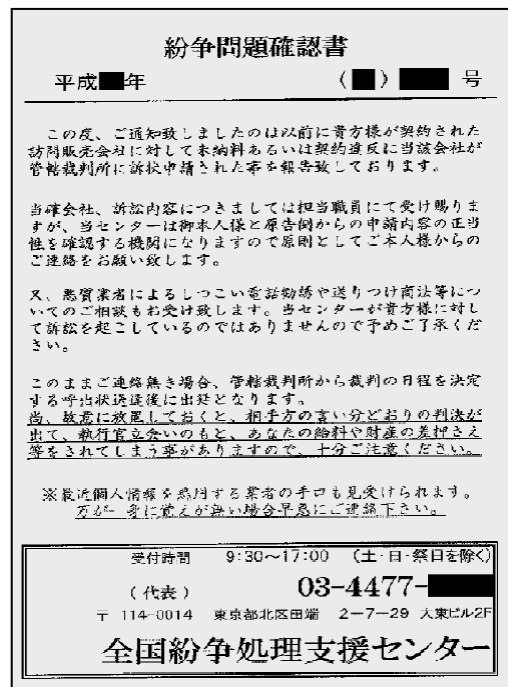 紛争問題確認書
平成 年 ( ) 号
この度、ご通知致しましたのは以前に貴方様が契約された
訪問販売会社に対して未納料あるいは契約違反に当該会社が
管轄裁判所に訴状申請された事を報告致しております。
当確会社、訴訟内容につきましては担当職員にて受け賜りま
すが、当センターは御本人様と原告側からの申請内容の正当
性を確認する機関になりますので原則としてご本人様からの
ご連絡をお願い致します。
又、悪質業者によるしつこい電話勧誘や送りつけ商法等につ
いてのご相談もお受け致します。当センターが貴方様に対し
て訴訟を起こしているのではありませんので予めご了承くだ
さい。
このままご連絡無き場合、管轄裁判所から裁判の日程を決定
する呼出状送達後に出廷となります。
尚、故意に放置しておくと、相手方の言い分どおりの判決が
出て、執行官立会いのもと、あなたの給料や財産の差押さえ
等をされてしまう事がありますので、十分ご注意ください。
※最近個人情報を悪用する業者の手口も見受けられます。
万が一身に覚えが無い場合早急にご連絡下さい。
受付時間 9:30～17:00 (土・日・祭日を除く)
(代表) 03-4477-
〒 114-0014 東京都北区田端 2-7-29 大東ビル2F
全国紛争処理支援センター